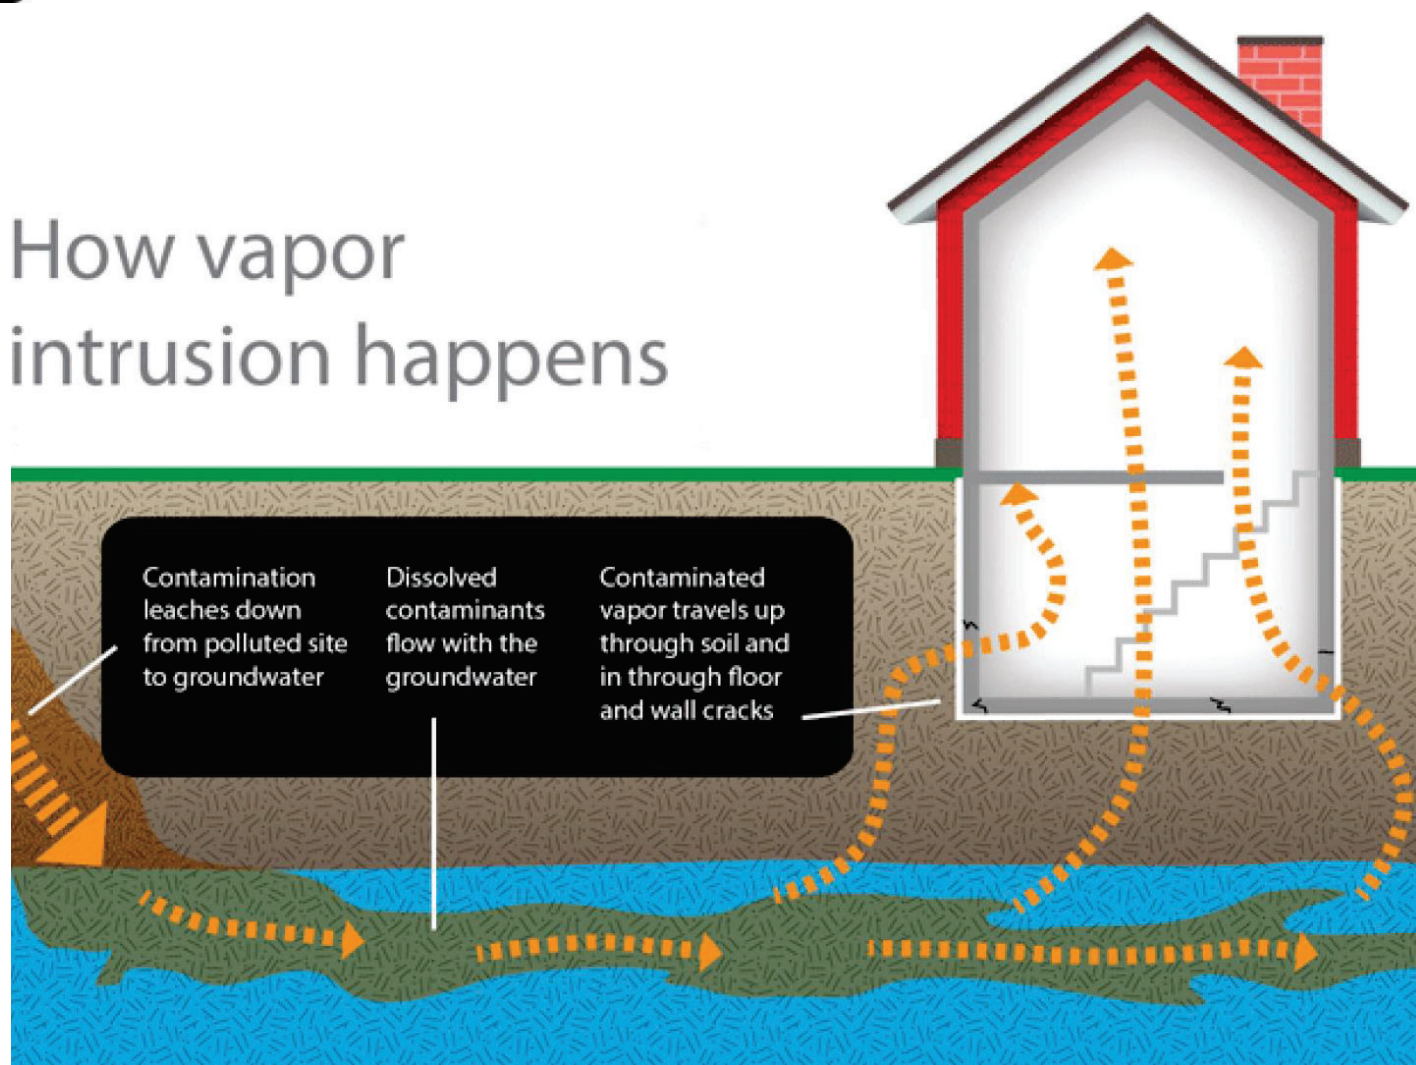 How vapor
intrusion happens
Contamination
leaches down
from polluted site
to groundwater
Dissolved
contaminants
flow with the
groundwater
Contaminated
vapor travels up
through soil and
in through floor
and wall cracks